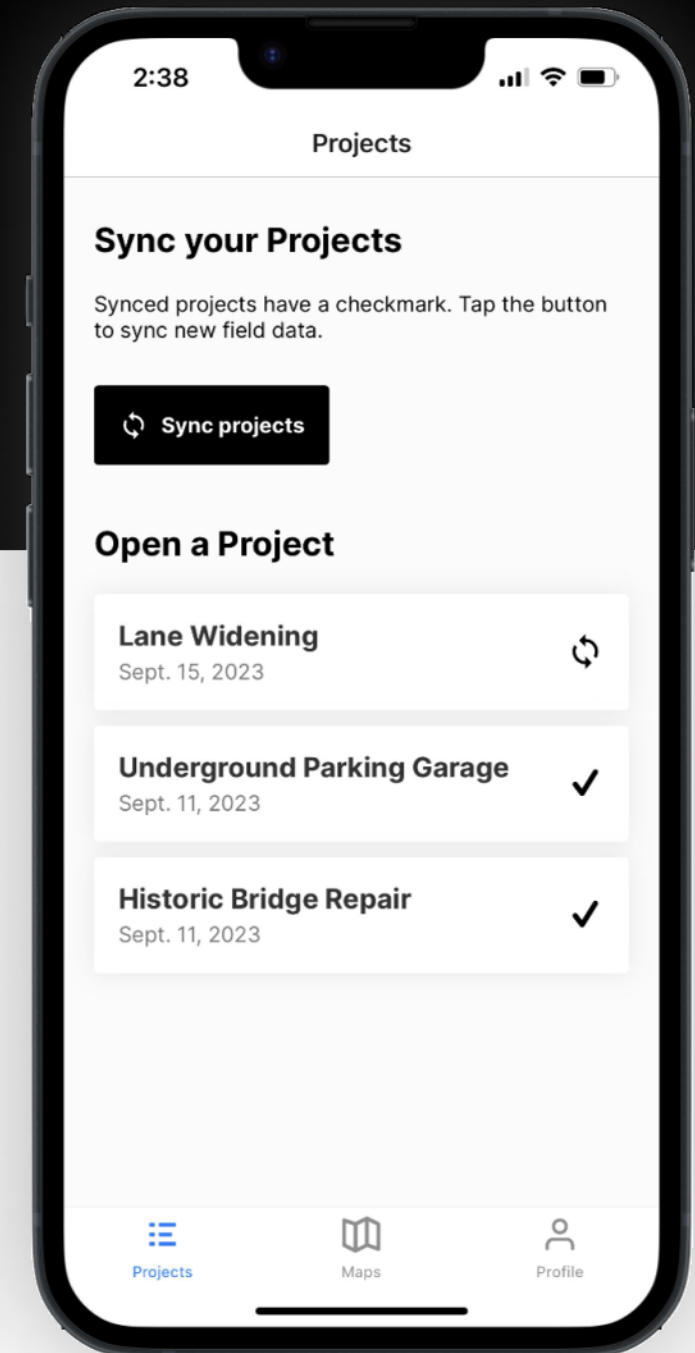 2:38
Projects
Sync your Projects
Synced projects have a checkmark. Tap the button
to sync new field data.
Sync projects
Open a Project
Lane Widening
Sept. 15, 2023
Underground Parking Garage
Sept. 11, 2023
Historic Bridge Repair
Sept. 11, 2023
Projects
Maps
Profile